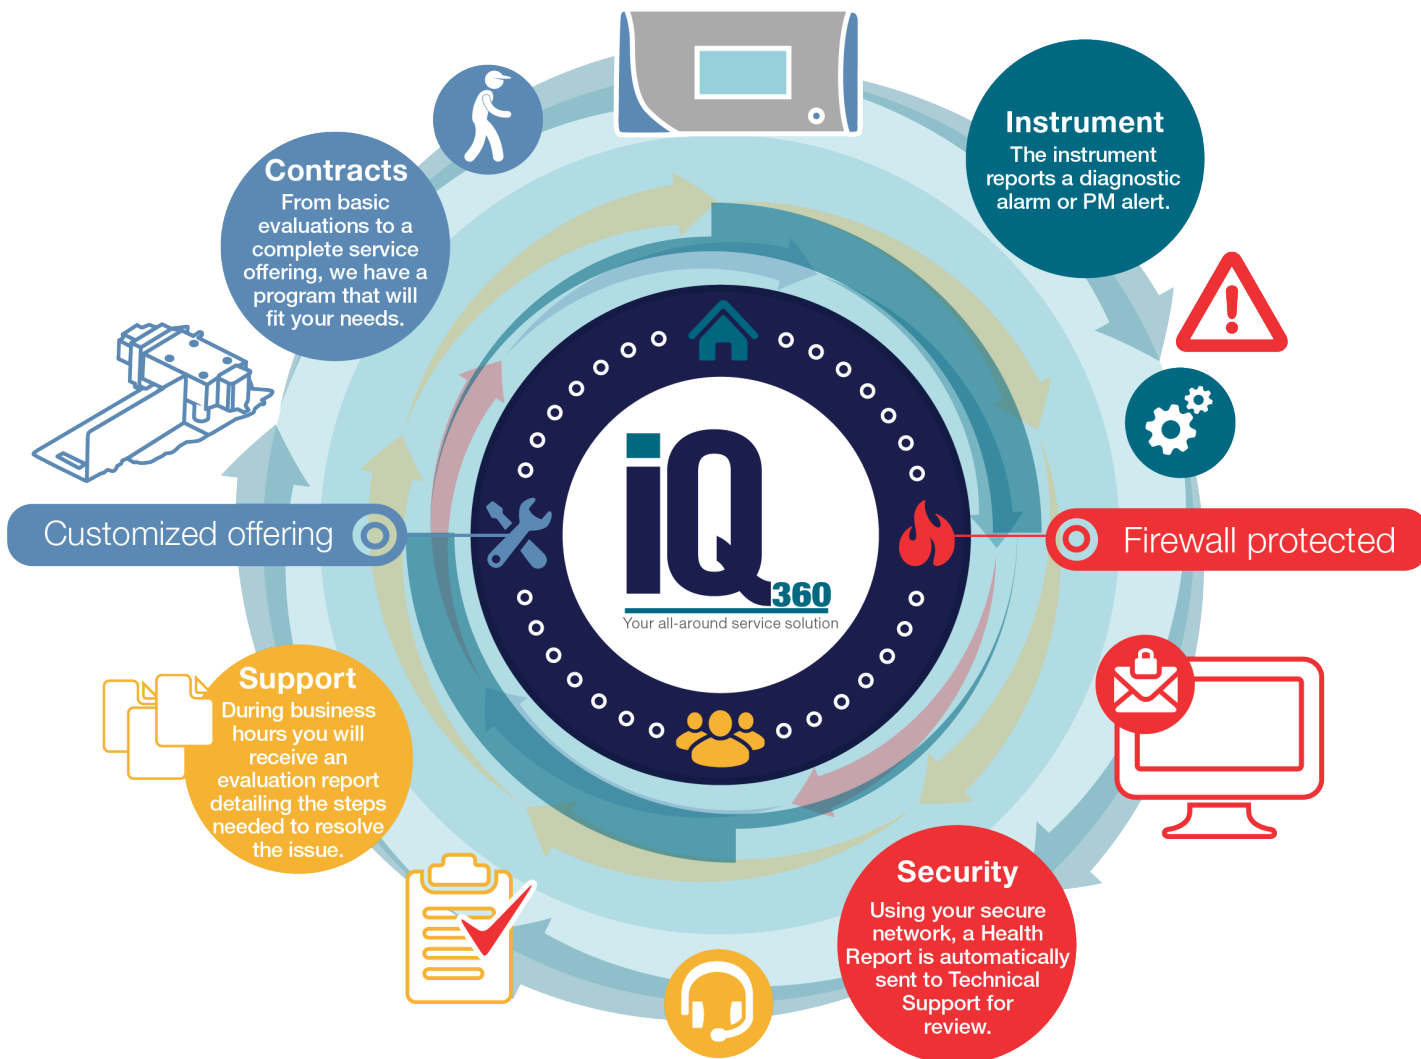 Instrument
The instrument
reports a diagnostic
alarm or PM alert.
Contracts
From basic
evaluations to a
complete service
offering, we have a
program that will
fit your needs.
Customized offering
iQ
360
Your all-around service solution
Firewall protected
Support
During business
hours you will
receive an
evaluation report
detailing the steps
needed to resolve
the issue.
Security
Using your secure
network, a Health
Report is automatically
sent to Technical
Support for
review.